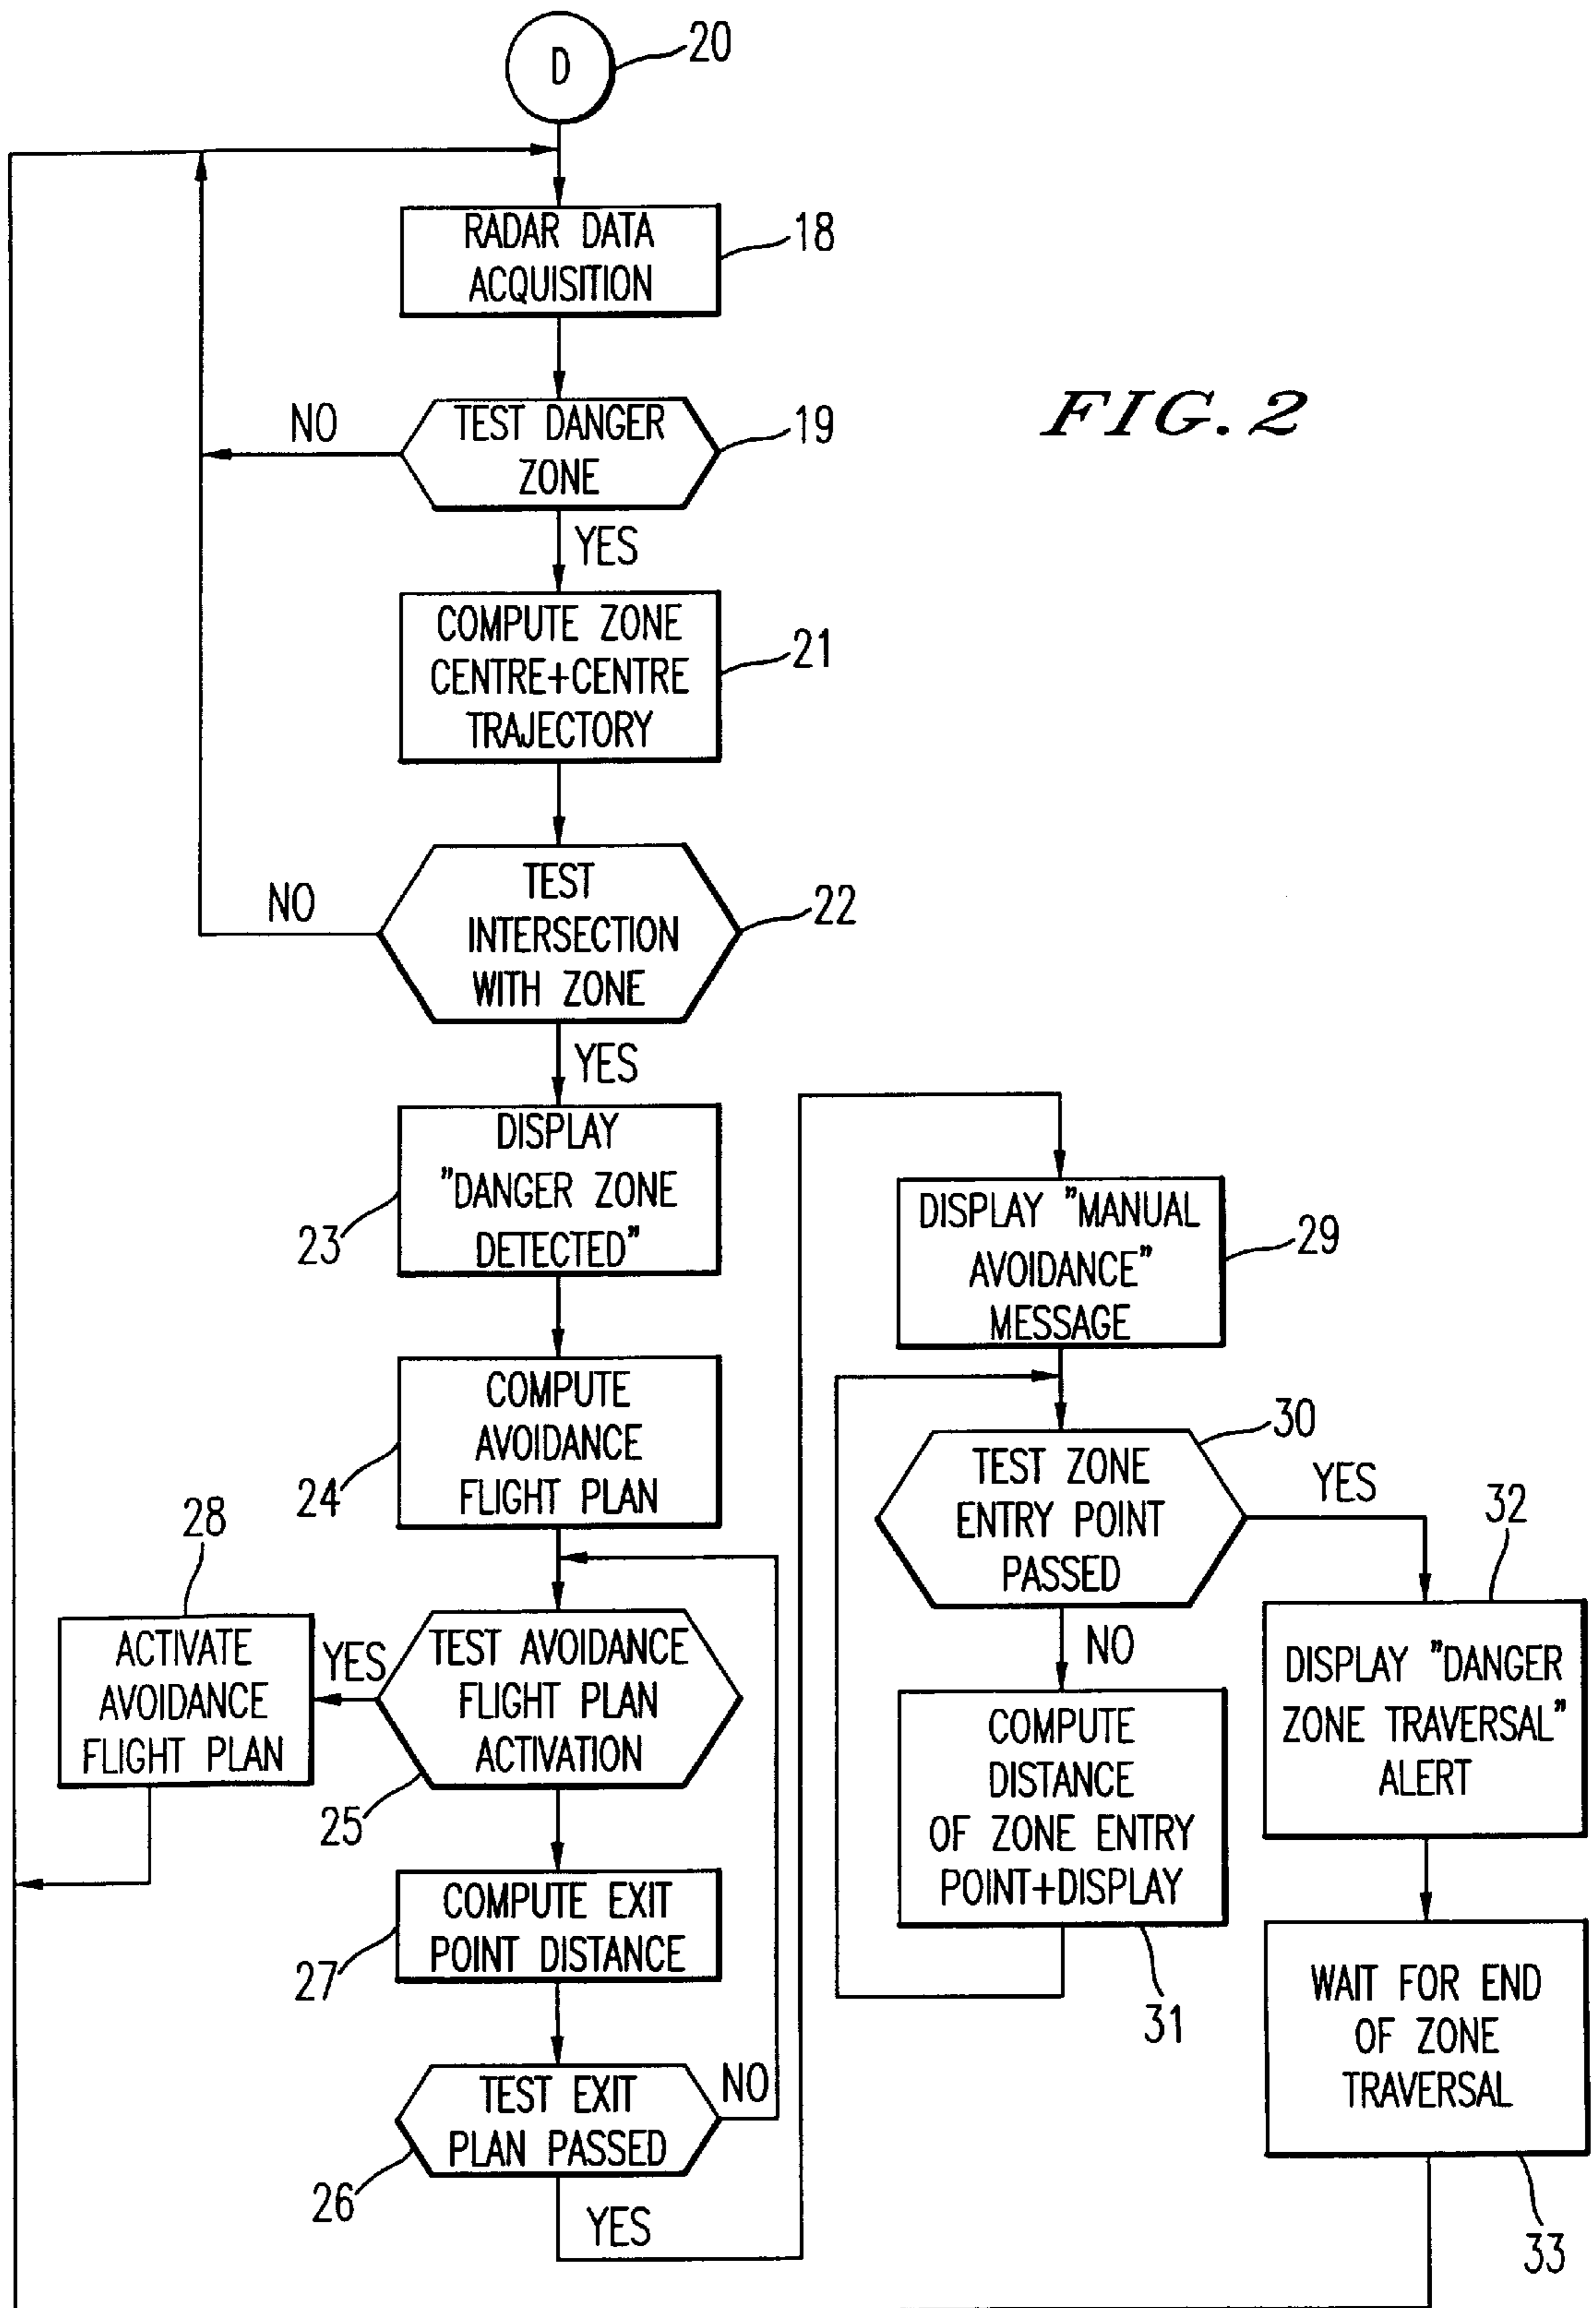 D
20
RADAR DATA
ACQUISITION
18
FIG. 2
NO
TEST DANGER
ZONE
19
YES
COMPUTE ZONE
CENTRE+CENTRE
TRAJECTORY
21
NO
TEST
INTERSECTION
WITH ZONE
22
YES
DISPLAY
"DANGER ZONE
DETECTED"
23
COMPUTE
AVOIDANCE
FLIGHT PLAN
24
28
ACTIVATE
AVOIDANCE
FLIGHT PLAN
YES
TEST AVOIDANCE
FLIGHT PLAN
ACTIVATION
25
COMPUTE EXIT
POINT DISTANCE
27
TEST EXIT
PLAN PASSED
NO
26
YES
DISPLAY "MANUAL
AVOIDANCE"
MESSAGE
29
30
TEST ZONE
ENTRY POINT
PASSED
YES
NO
COMPUTE
DISTANCE
OF ZONE ENTRY
POINT+DISPLAY
31
32
DISPLAY "DANGER
ZONE TRAVERSAL"
ALERT
WAIT FOR END
OF ZONE
TRAVERSAL
33